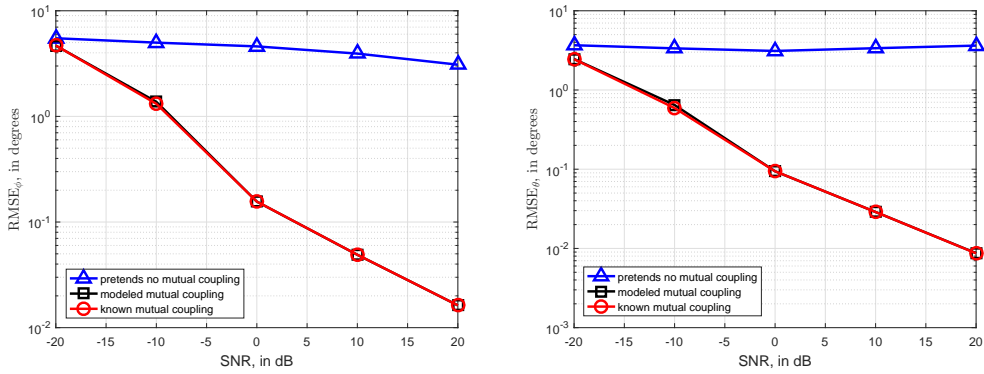 10^1
10^0
10^-1
10^-2
RMSE_ϕ, in degrees
pretends no mutual coupling
modeled mutual coupling
known mutual coupling
-20 -15 -10 -5 0 5 10 15 20
SNR, in dB
10^1
10^0
10^-1
10^-2
10^-3
RMSE_θ, in degrees
pretends no mutual coupling
modeled mutual coupling
known mutual coupling
-20 -15 -10 -5 0 5 10 15 20
SNR, in dB